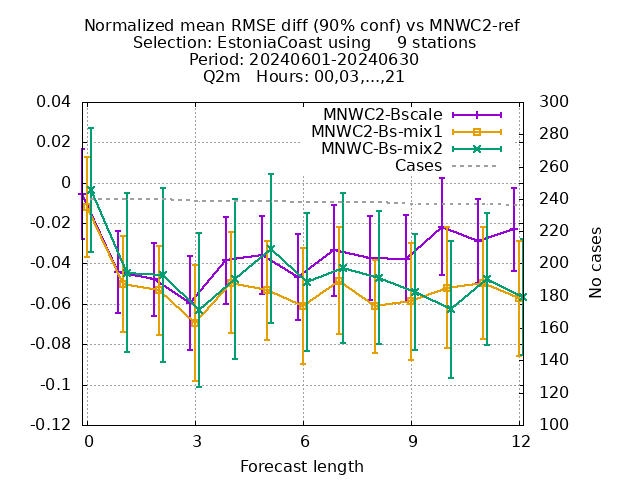 Normalized mean RMSE diff (90% conf) vs MNWC2-ref
Selection: EstoniaCoast using 9 stations
Period: 20240601-20240630
Q2m Hours: 00,03,...,21
MNWC2-Bscale
MNWC2-Bs-mix1
MNWC-Bs-mix2
Cases
0.04
0.02
0
-0.02
-0.04
-0.06
-0.08
-0.1
-0.12
300
280
260
240
220
200
180
160
140
120
100
No cases
0 3 6 9 12
Forecast length